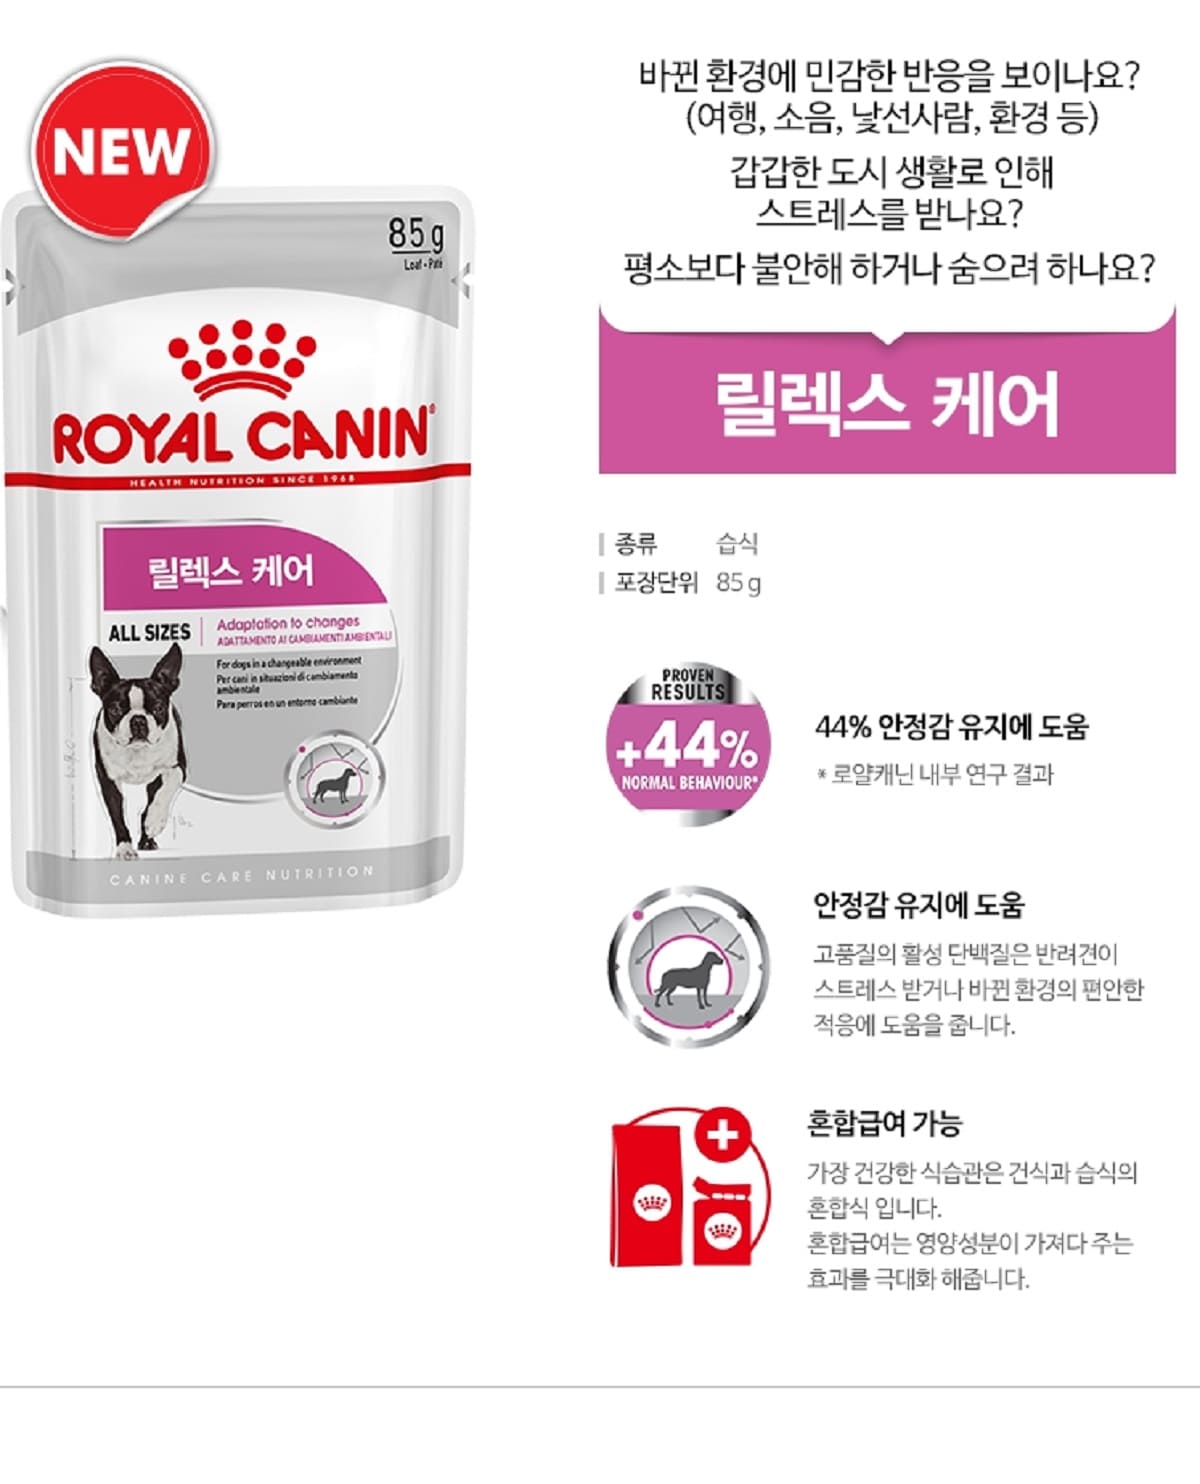 NEW
85g
Loaf - Paté
ROYAL CANIN®
HEALTH NUTRITION SINCE 1968
릴렉스 케어
ALL SIZES
Adaptation to changes
ADATTAMENTO AI CAMBIAMENTI AMBIENTALI
For dogs in a changeable environment
Per cani in situazioni di cambiamento
ambientale
Para perros en un entorno cambiante
CANINE CARE NUTRITION
바뀐 환경에 민감한 반응을 보이나요?
(여행, 소음, 낯선사람, 환경 등)
갑갑한 도시 생활로 인해
스트레스를 받나요?
평소보다 불안해 하거나 숨으려 하나요?
릴렉스 케어
종류 습식
포장단위 85g
PROVEN
RESULTS
+44%
NORMAL BEHAVIOUR*
44% 안정감 유지에 도움
* 로얄캐닌 내부 연구 결과
안정감 유지에 도움
고품질의 활성 단백질은 반려견이
스트레스 받거나 바뀐 환경의 편안한
적응에 도움을 줍니다.
혼합급여 가능
가장 건강한 식습관은 건식과 습식의
혼합식 입니다.
혼합급여는 영양성분이 가져다 주는
효과를 극대화 해줍니다.